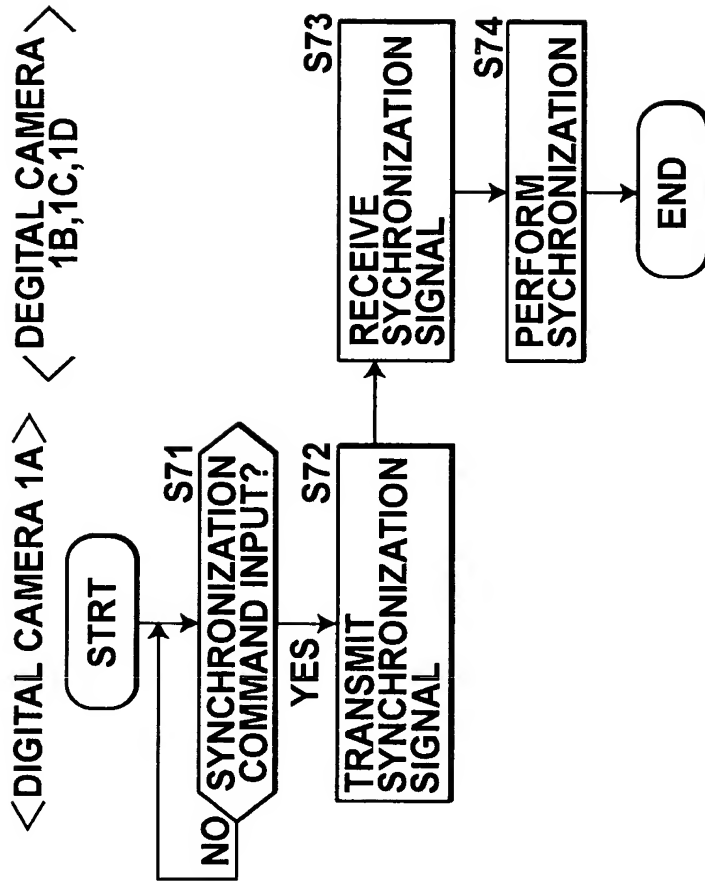 <DIGITAL CAMERA 1A>
STRT
S71
SYNCHRONIZATION
COMMAND INPUT?
NO
YES
S72
TRANSMIT
SYNCHRONIZATION
SIGNAL
<DEGITAL CAMERA
1B,1C,1D>
S73
RECEIVE
SYCHRONIZATION
SIGNAL
S74
PERFORM
SYCHRONIZATION
END